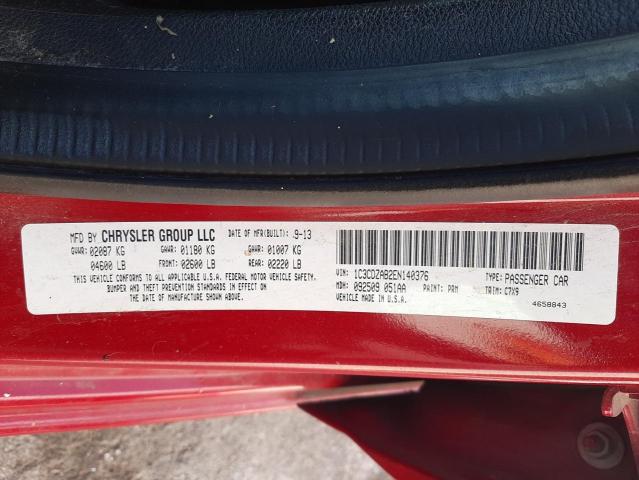 MFD BY CHRYSLER GROUP LLC DATE OF MFR(BUILT): 9-13
GVWR: 02087 KG GAWR: 01180 KG GAWR: 01007 KG
04600 LB FRONT: 02600 LB REAR: 02220 LB
THIS VEHICLE CONFORMS TO ALL APPLICABLE U.S.A. FEDERAL MOTOR VEHICLE SAFETY,
BUMPER AND THEFT PREVENTION STANDARDS IN EFFECT ON
THE DATE OF MANUFACTURE SHOWN ABOVE.
VIN: 1C3CDZAB2EN140376 TYPE: PASSENGER CAR
MDH: 092509 051AA PAINT: PRM TRIM: C7X9
VEHICLE MADE IN U.S.A. 4658843